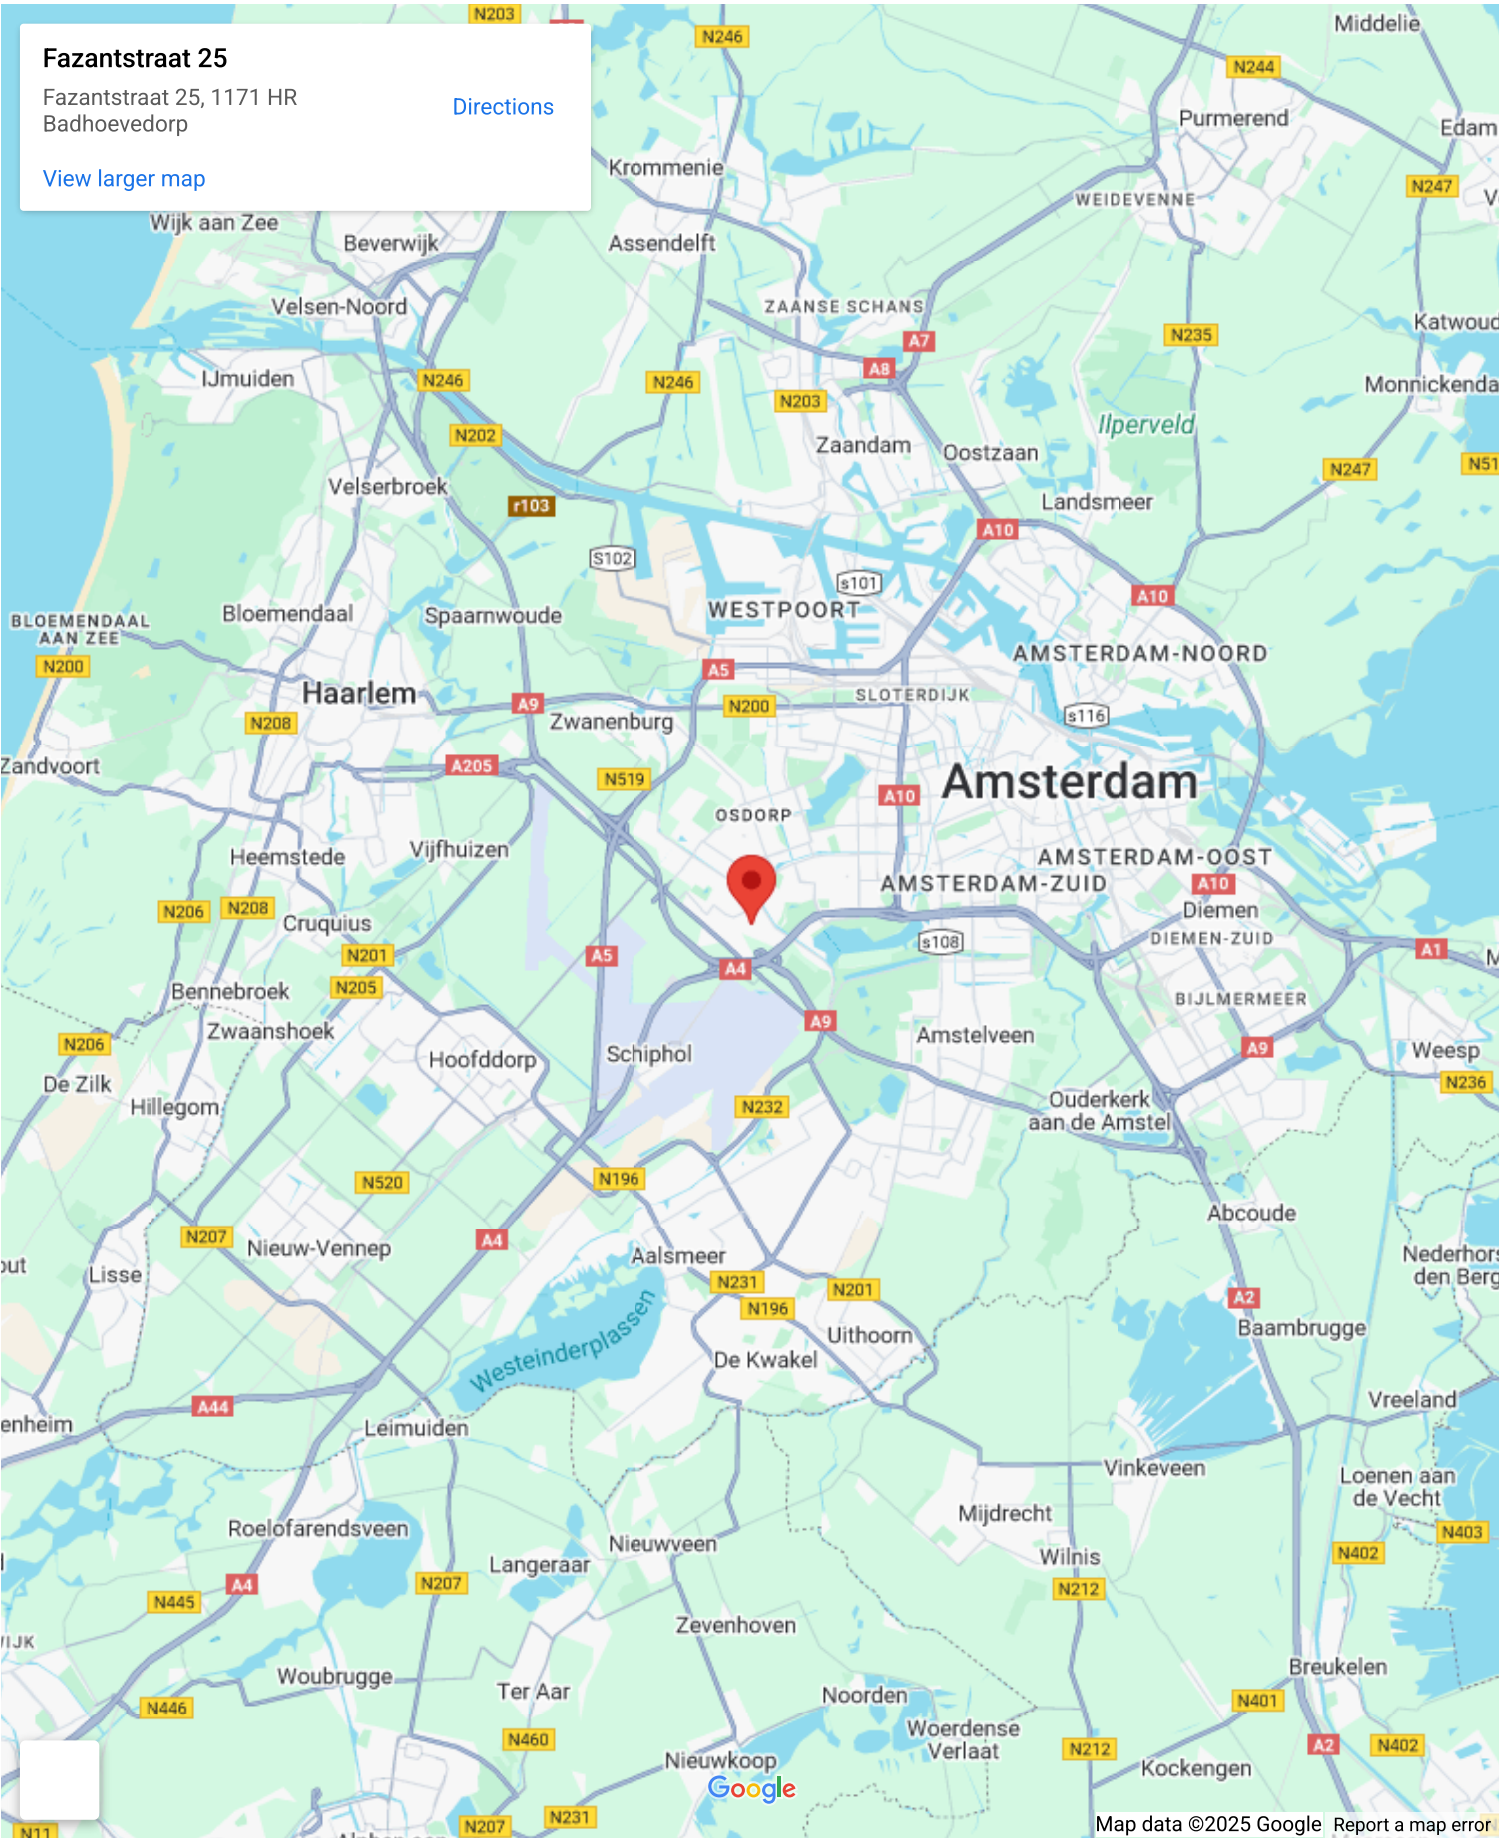 N203
Middelie
N246
N244
Fazantstraat 25
Fazantstraat 25, 1171 HR
Badhoevedorp
Directions
View larger map
Purmerend
Edam
Krommenie
N247
WEIDEVENNE
Wijk aan Zee
Beverwijk
Assendelft
Velsen-Noord
ZAANSE SCHANS
Katwoud
N235
A7
A8
IJmuiden
N246
N246
N203
Monnickenda
Ilperveld
N202
Zaandam
Oostzaan
N247
N51
Velserbroek
r103
Landsmeer
A10
S102
s101
A10
WESTPOORT
Bloemendaal
Spaarnwoude
BLOEMENDAAL
AAN ZEE
AMSTERDAM-NOORD
N200
A5
Haarlem
SLOTERDIJK
A9
N200
N208
Zwanenburg
s116
Zandvoort
A205
N519
Amsterdam
A10
OSDORP
Vijfhuizen
Heemstede
AMSTERDAM-OOST
AMSTERDAM-ZUID
A10
N206
N208
Diemen
Cruquius
DIEMEN-ZUID
s108
A1
N201
A5
A4
N205
Bennebroek
BIJLMERMEER
Zwaanshoek
A9
Amstelveen
N206
Hoofddorp
Schiphol
A9
Weesp
De Zilk
N236
Hillegom
N232
Ouderkerk
aan de Amstel
N520
N196
Abcoude
N207
A4
Nieuw-Vennep
Aalsmeer
Nederhors
den Berg
out
Lisse
N231
N201
A2
N196
Westeinderplassen
Uithoorn
Baambrugge
De Kwakel
A44
Vreeland
enheim
Leimuiden
Vinkeveen
Loenen aan
de Vecht
Mijdrecht
Roelofarendsveen
N403
Nieuwveen
N402
Langeraar
Wilnis
A4
N207
N212
N445
Zevenhoven
IJK
Breukelen
Woubrugge
Ter Aar
Noorden
N401
N446
Woerdense
Verlaat
N460
A2
N402
N212
Nieuwkoop
Kockengen
Google
N231
N207
N11
Map data ©2025 Google
Report a map error